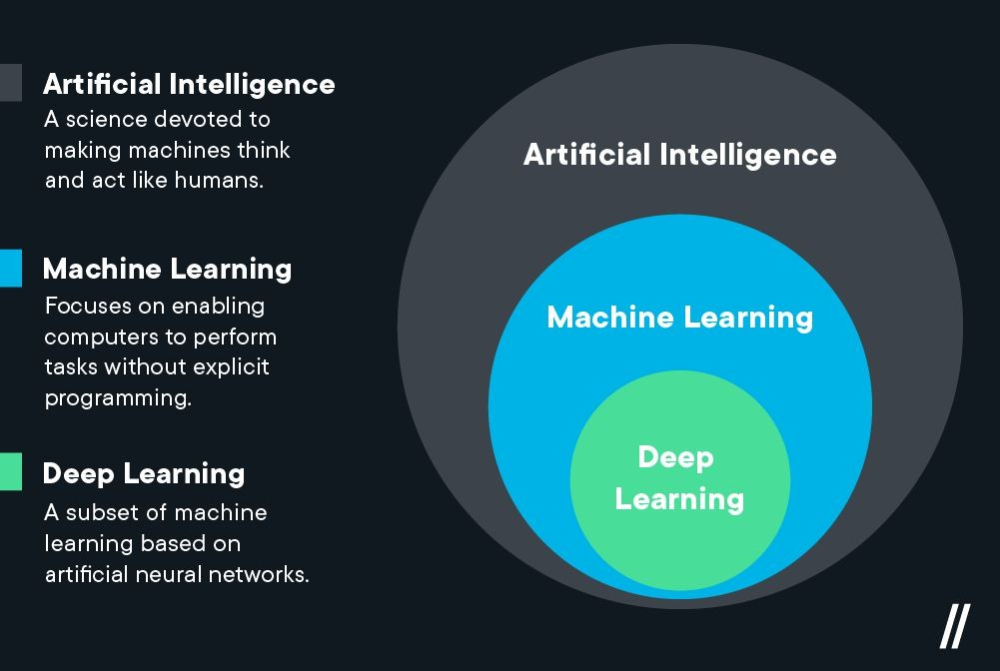 Artificial Intelligence
A science devoted to
making machines think
and act like humans.
Machine Learning
Focuses on enabling
computers to perform
tasks without explicit
programming.
Deep Learning
A subset of machine
learning based on
artificial neural networks.
Artificial Intelligence
Machine Learning
Deep
Learning
//